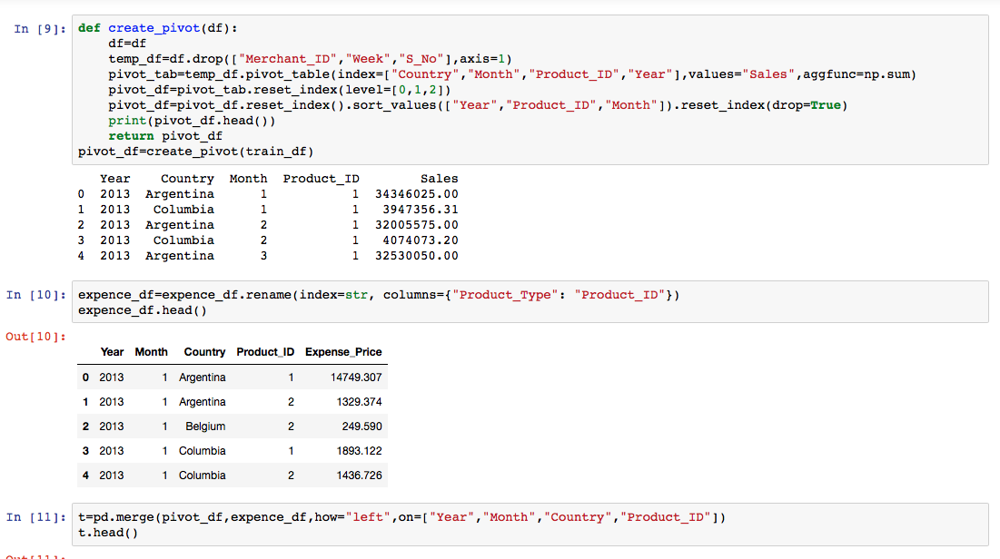 In [9]: def create_pivot(df):
df=df
temp_df=df.drop(["Merchant_ID","Week","S_No"],axis=1)
pivot_tab=temp_df.pivot_table(index=["Country","Month","Product_ID","Year"],values="Sales",aggfunc=np.sum)
pivot_df=pivot_tab.reset_index(level=[0,1,2])
pivot_df=pivot_df.reset_index().sort_values(["Year","Product_ID","Month"]).reset_index(drop=True)
print(pivot_df.head())
return pivot_df
pivot_df=create_pivot(train_df)
Year Country Month Product_ID Sales
0 2013 Argentina 1 1 34346025.00
1 2013 Columbia 1 1 3947356.31
2 2013 Argentina 2 1 32005575.00
3 2013 Columbia 2 1 4074073.20
4 2013 Argentina 3 1 32530050.00
In [10]: expence_df=expence_df.rename(index=str, columns={"Product_Type": "Product_ID"})
expence_df.head()
Out[10]:
Year Month Country Product_ID Expense_Price
0 2013 1 Argentina 1 14749.307
1 2013 1 Argentina 2 1329.374
2 2013 1 Belgium 2 249.590
3 2013 1 Columbia 1 1893.122
4 2013 1 Columbia 2 1436.726
In [11]: t=pd.merge(pivot_df,expence_df,how="left",on=["Year","Month","Country","Product_ID"])
t.head()